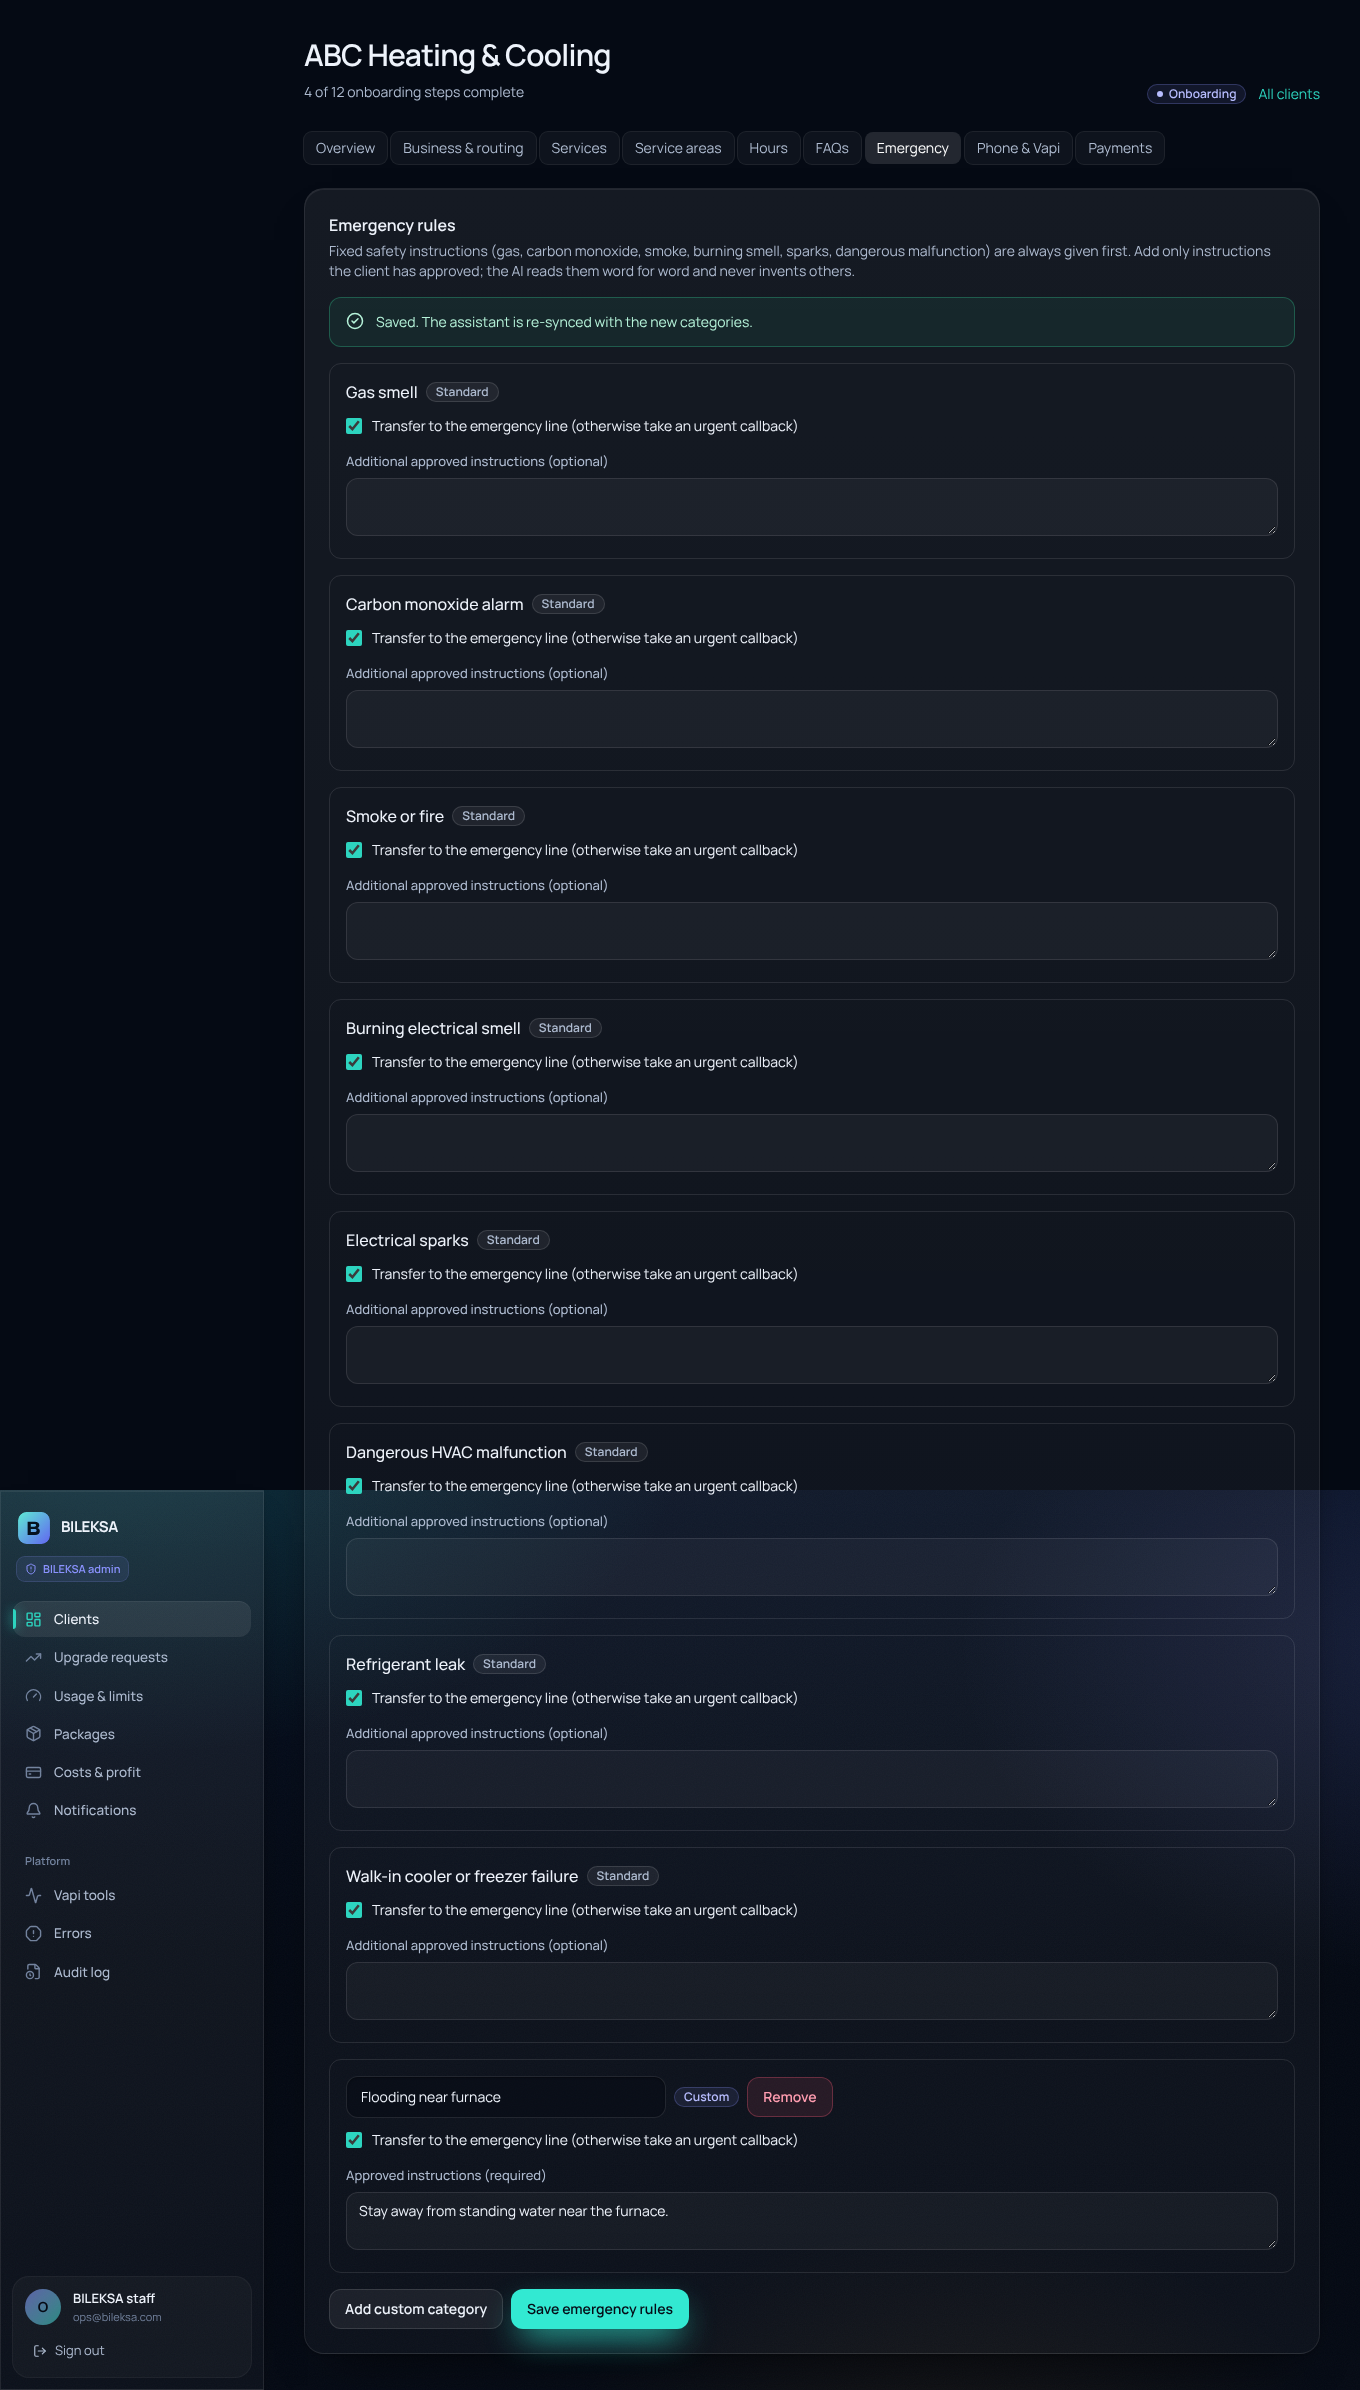 ABC Heating & Cooling
4 of 12 onboarding steps complete
Onboarding
All clients
Overview
Business & routing
Services
Service areas
Hours
FAQs
Emergency
Phone & Vapi
Payments
Emergency rules
Fixed safety instructions (gas, carbon monoxide, smoke, burning smell, sparks, dangerous malfunction) are always given first. Add only instructions
the client has approved; the AI reads them word for word and never invents others.
Saved. The assistant is re-synced with the new categories.
Gas smell
Standard
Transfer to the emergency line (otherwise take an urgent callback)
Additional approved instructions (optional)
Carbon monoxide alarm
Standard
Transfer to the emergency line (otherwise take an urgent callback)
Additional approved instructions (optional)
Smoke or fire
Standard
Transfer to the emergency line (otherwise take an urgent callback)
Additional approved instructions (optional)
Burning electrical smell
Standard
Transfer to the emergency line (otherwise take an urgent callback)
Additional approved instructions (optional)
Electrical sparks
Standard
Transfer to the emergency line (otherwise take an urgent callback)
Additional approved instructions (optional)
Dangerous HVAC malfunction
Standard
Transfer to the emergency line (otherwise take an urgent callback)
Additional approved instructions (optional)
Refrigerant leak
Standard
Transfer to the emergency line (otherwise take an urgent callback)
Additional approved instructions (optional)
Walk-in cooler or freezer failure
Standard
Transfer to the emergency line (otherwise take an urgent callback)
Additional approved instructions (optional)
Flooding near furnace
Custom
Remove
Transfer to the emergency line (otherwise take an urgent callback)
Approved instructions (required)
Stay away from standing water near the furnace.
Add custom category
Save emergency rules
B
BILEKSA
BILEKSA admin
Clients
Upgrade requests
Usage & limits
Packages
Costs & profit
Notifications
Platform
Vapi tools
Errors
Audit log
O
BILEKSA staff
ops@bileksa.com
Sign out